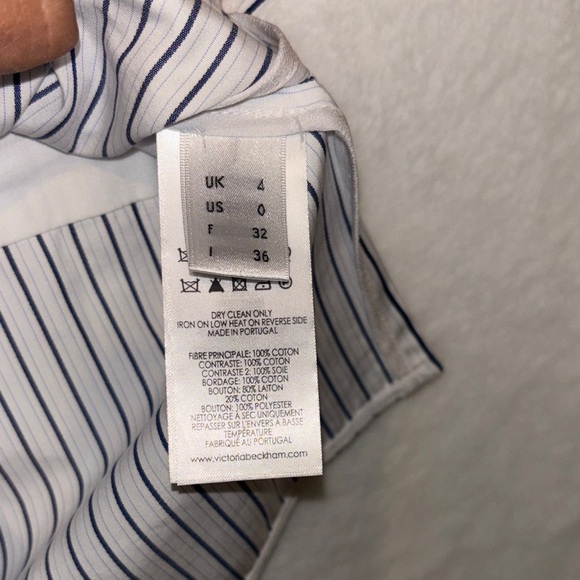 UK 4
US 0
F 32
I 36
DRY CLEAN ONLY
IRON ON LOW HEAT ON REVERSE SIDE
MADE IN PORTUGAL
FIBRE PRINCIPALE: 100% COTON
CONTRASTE: 100% COTON
CONTRASTE 2: 100% SOIE
BORDAGE: 100% COTON
BOUTON: 80% LAITON
20% COTON
BOUTON: 100% POLYESTER
NETTOYAGE A SEC UNIQUEMENT
REPASSER SUR L'ENVERS A BASSE
TEMPÉRATURE
FABRIQUÉ AU PORTUGAL
www.victoriabeckham.com